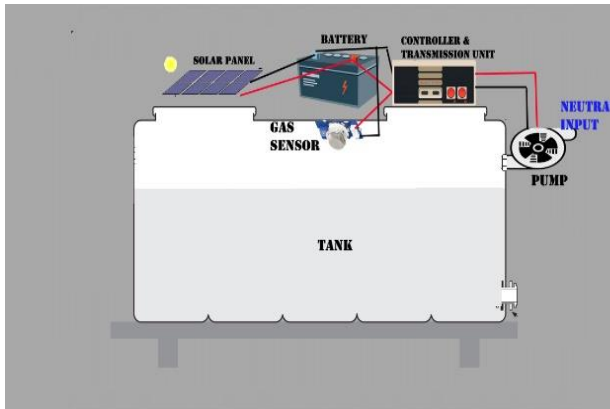 SOLAR PANEL
BATTERY
CONTROLLER &
TRANSMISSION UNIT
GAS
SENSOR
NEUTRA
INPUT
PUMP
TANK